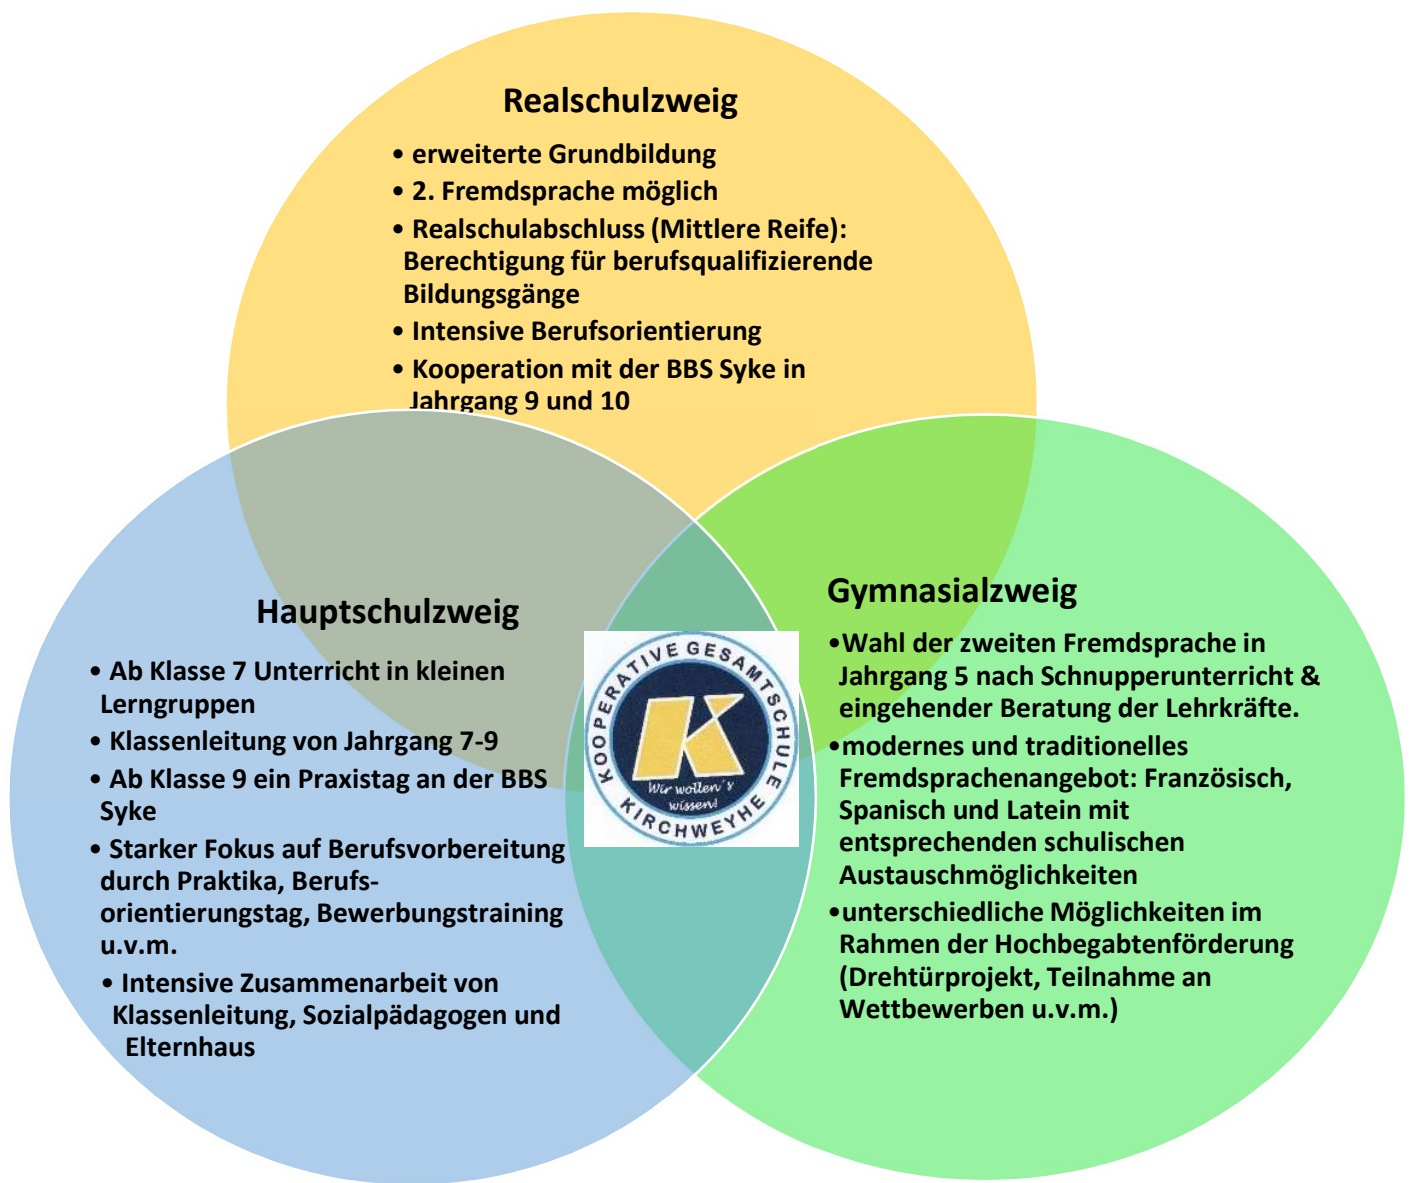 Realschulzweig
• erweiterte Grundbildung
• 2. Fremdsprache möglich
• Realschulabschluss (Mittlere Reife):
Berechtigung für berufsqualifizierende
Bildungsgänge
• Intensive Berufsorientierung
• Kooperation mit der BBS Syke in
Jahrgang 9 und 10
Hauptschulzweig
• Ab Klasse 7 Unterricht in kleinen
Lerngruppen
• Klassenleitung von Jahrgang 7-9
• Ab Klasse 9 ein Praxistag an der BBS
Syke
• Starker Fokus auf Berufsvorbereitung
durch Praktika, Berufs-
orientierungstag, Bewerbungstraining
u.v.m.
• Intensive Zusammenarbeit von
Klassenleitung, Sozialpädagogen und
Elternhaus
KOOPERATIVE GESAMTSCHULE
K
Wir wollen's
wissen!
KIRCHWEYHE
Gymnasialzweig
•Wahl der zweiten Fremdsprache in
Jahrgang 5 nach Schnupperunterricht &
eingehender Beratung der Lehrkräfte.
•modernes und traditionelles
Fremdsprachenangebot: Französisch,
Spanisch und Latein mit
entsprechenden schulischen
Austauschmöglichkeiten
•unterschiedliche Möglichkeiten im
Rahmen der Hochbegabtenförderung
(Drehtürprojekt, Teilnahme an
Wettbewerben u.v.m.)